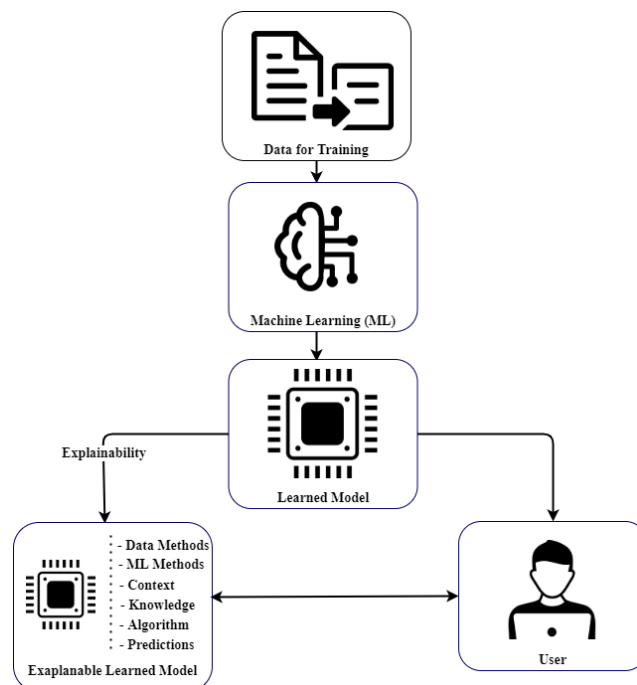 Data for Training
Machine Learning (ML)
Learned Model
Explainability
- Data Methods
- ML Methods
- Context
- Knowledge
- Algorithm
- Predictions
Exaplanable Learned Model
User